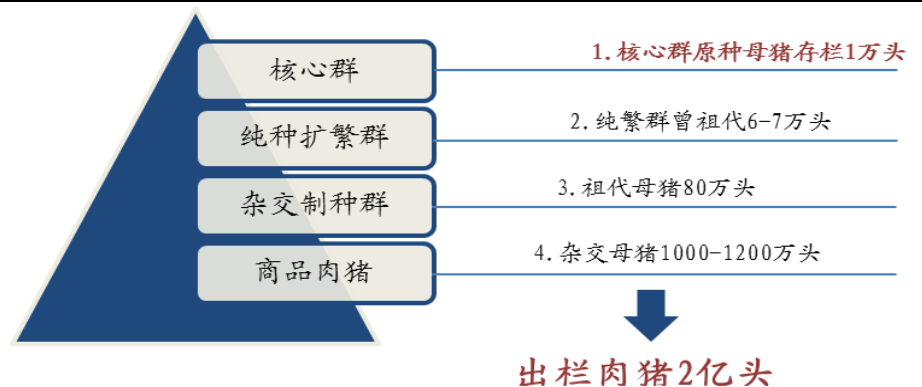 核心群
1.核心群原种母猪存栏1万头
纯种扩繁群
2.纯繁群曾祖代6-7万头
杂交制种群
3.祖代母猪80万头
商品肉猪
4.杂交母猪1000-1200万头
出栏肉猪2亿头